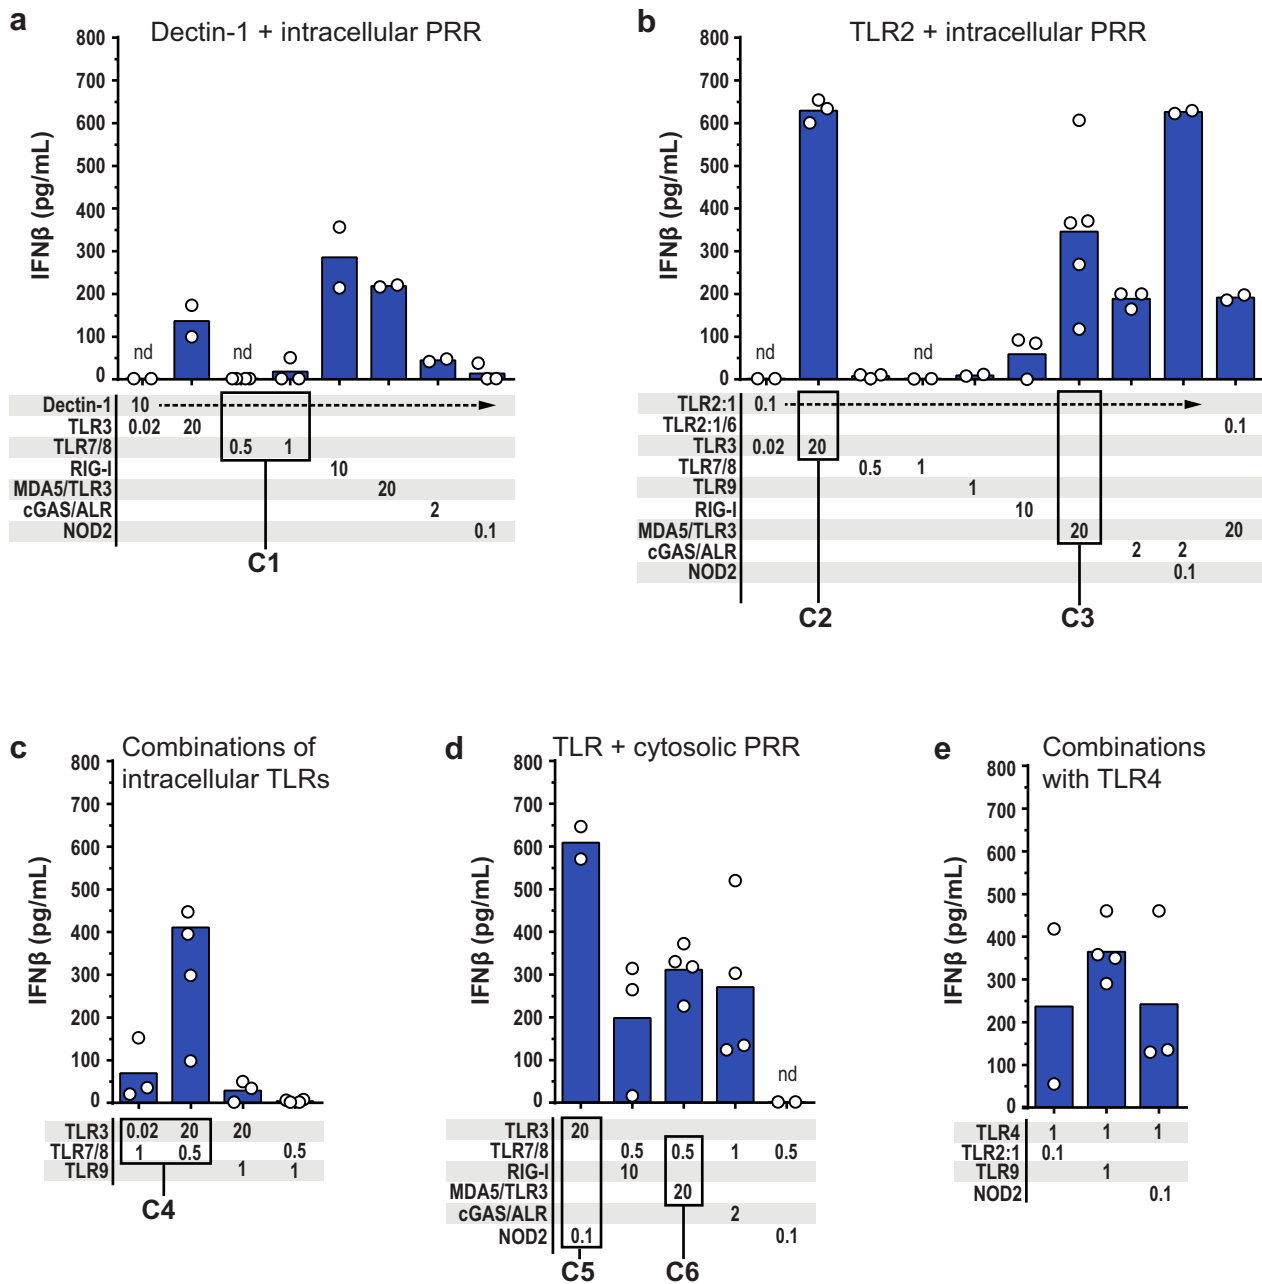 a
Dectin-1 + intracellular PRR
IFNβ (pg/mL)
800
700
600
500
400
300
200
100
0
nd
nd
Dectin-1 10
TLR3 0.02 20
TLR7/8 0.5 1
RIG-I 10
MDA5/TLR3 20
cGAS/ALR 2
NOD2 0.1
C1
b
TLR2 + intracellular PRR
IFNβ (pg/mL)
800
700
600
500
400
300
200
100
0
nd
nd
TLR2:1 0.1
TLR2:1/6 0.1
TLR3 0.02 20
TLR7/8 0.5 1
TLR9 1
RIG-I 10
MDA5/TLR3 20 20
cGAS/ALR 2 2
NOD2 0.1
C2 C3
c
Combinations of
intracellular TLRs
IFNβ (pg/mL)
800
700
600
500
400
300
200
100
0
TLR3 0.02 20 20
TLR7/8 1 0.5 0.5
TLR9 1 1
C4
d
TLR + cytosolic PRR
IFNβ (pg/mL)
800
700
600
500
400
300
200
100
0
nd
TLR3 20
TLR7/8 0.5 0.5 1 0.5
RIG-I 10
MDA5/TLR3 20
cGAS/ALR 2
NOD2 0.1 0.1
C5 C6
e
Combinations
with TLR4
IFNβ (pg/mL)
800
700
600
500
400
300
200
100
0
TLR4 1 1 1
TLR2:1 0.1
TLR9 1
NOD2 0.1